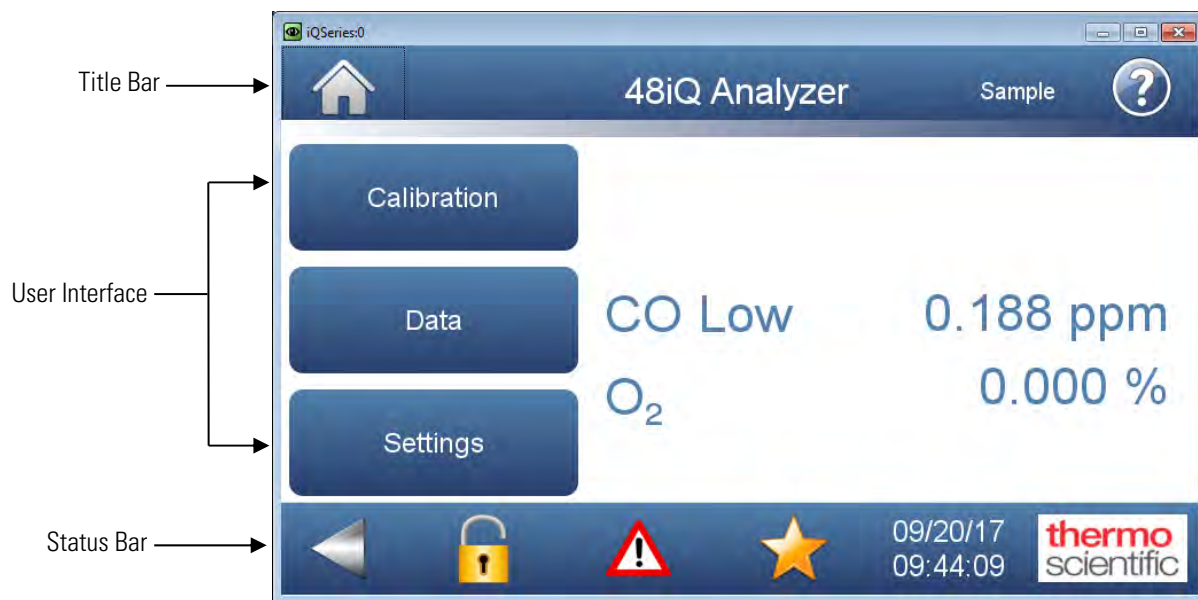 iQSeries:0
Title Bar
48iQ Analyzer
Sample
?
Calibration
User Interface
Data
CO Low 0.188 ppm
O₂ 0.000 %
Settings
Status Bar
!
09/20/17
09:44:09
thermo
scientific